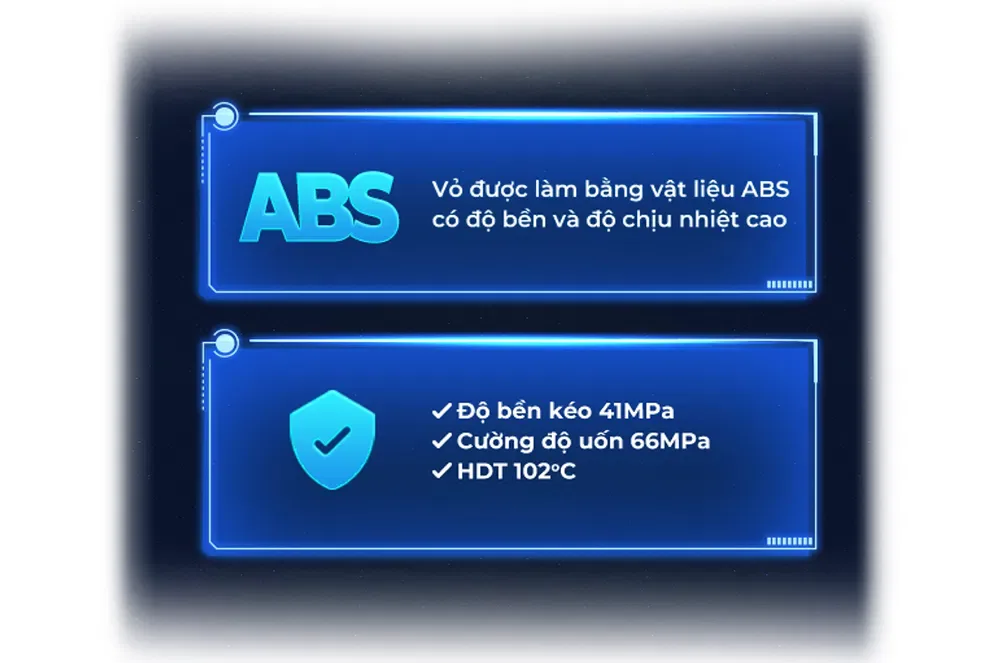 ABS
Vỏ được làm bằng vật liệu ABS
có độ bền và độ chịu nhiệt cao
Độ bền kéo 41MPa
Cường độ uốn 66MPa
HDT 102°C